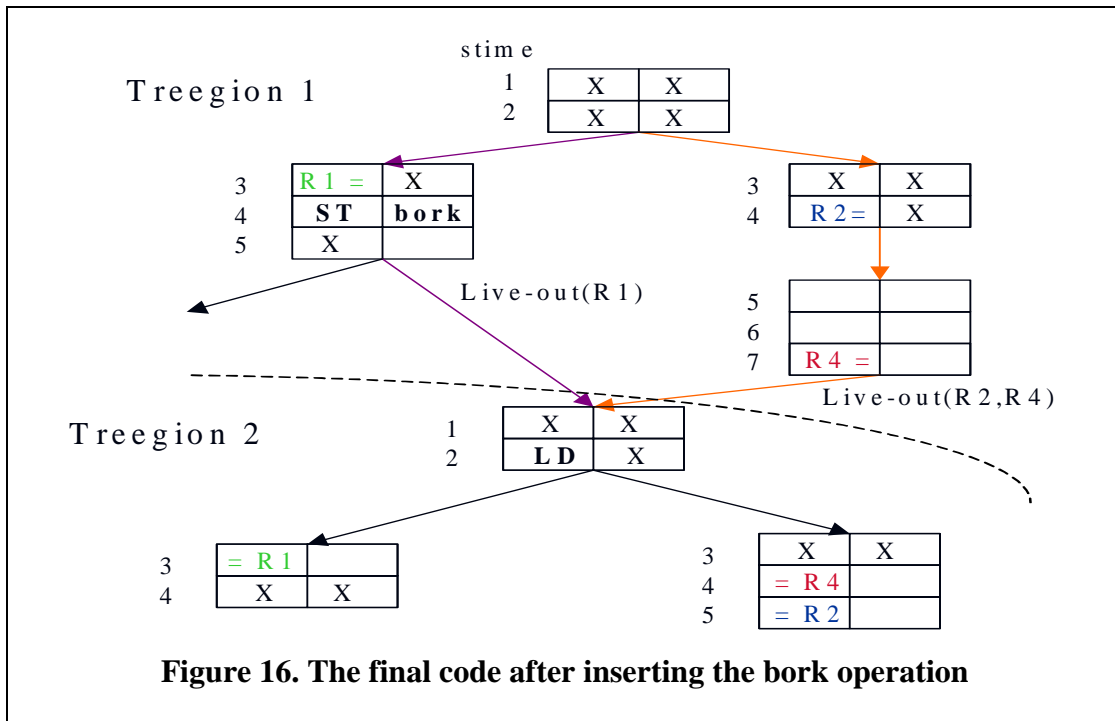 stime
Treegion 1
1 X X
2 X X
3 R1 = X
4 ST bork
5 X
3 X X
4 R2= X
5
6
7 R4 =
Live-out(R1)
Live-out(R2,R4)
Treegion 2
1 X X
2 LD X
3 = R1
4 X X
3 X X
4 = R4
5 = R2
Figure 16. The final code after inserting the bork operation